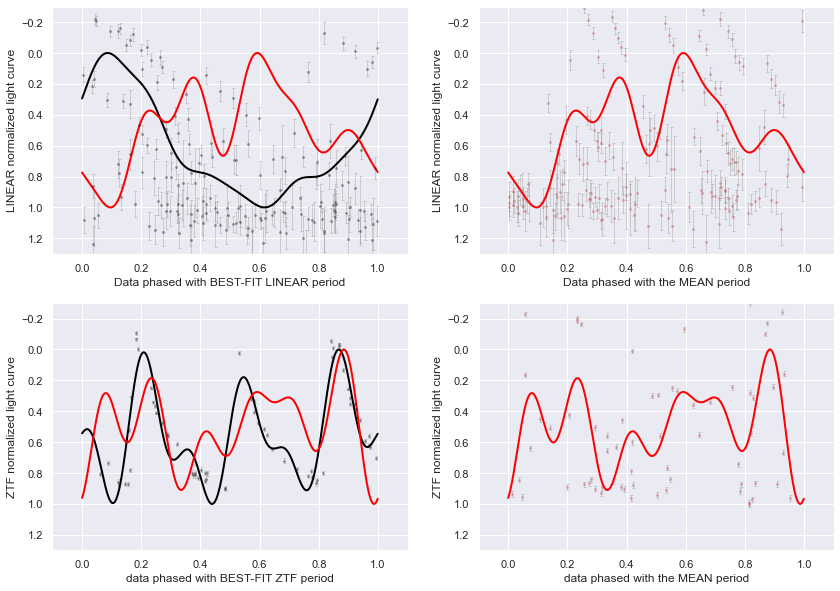 LINEAR normalized light curve
−0.2
0.0
0.2
0.4
0.6
0.8
1.0
1.2
0.0 0.2 0.4 0.6 0.8 1.0
Data phased with BEST-FIT LINEAR period
LINEAR normalized light curve
−0.2
0.0
0.2
0.4
0.6
0.8
1.0
1.2
0.0 0.2 0.4 0.6 0.8 1.0
Data phased with the MEAN period
ZTF normalized light curve
−0.2
0.0
0.2
0.4
0.6
0.8
1.0
1.2
0.0 0.2 0.4 0.6 0.8 1.0
data phased with BEST-FIT ZTF period
ZTF normalized light curve
−0.2
0.0
0.2
0.4
0.6
0.8
1.0
1.2
0.0 0.2 0.4 0.6 0.8 1.0
data phased with the MEAN period